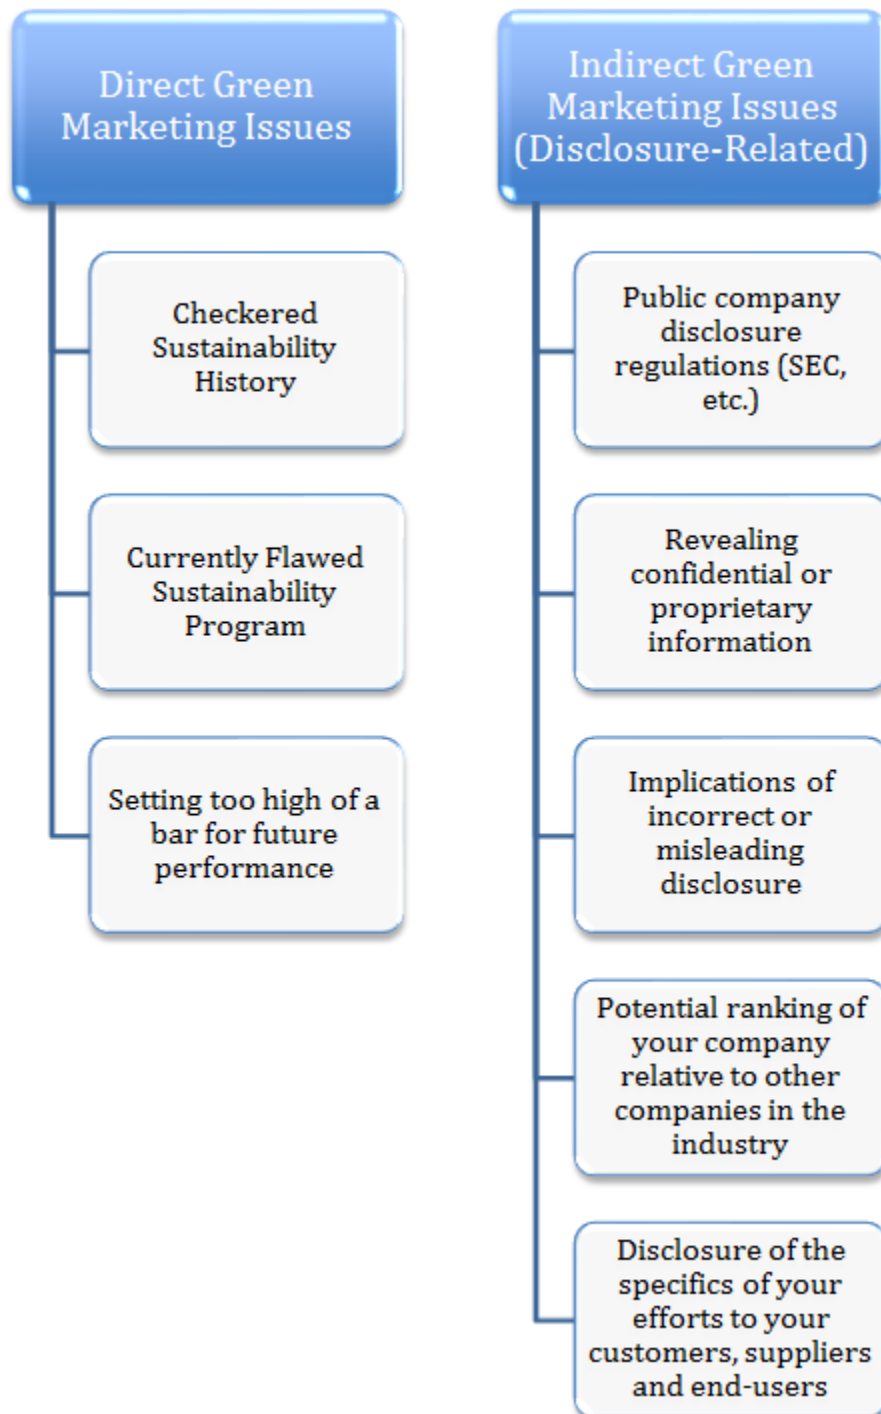 Direct Green
Marketing Issues
Checkered
Sustainability
History
Currently Flawed
Sustainability
Program
Setting too high of a
bar for future
performance
Indirect Green
Marketing Issues
(Disclosure-Related)
Public company
disclosure
regulations (SEC,
etc.)
Revealing
confidential or
proprietary
information
Implications of
incorrect or
misleading
disclosure
Potential ranking of
your company
relative to other
companies in the
industry
Disclosure of the
specifics of your
efforts to your
customers, suppliers
and end-users